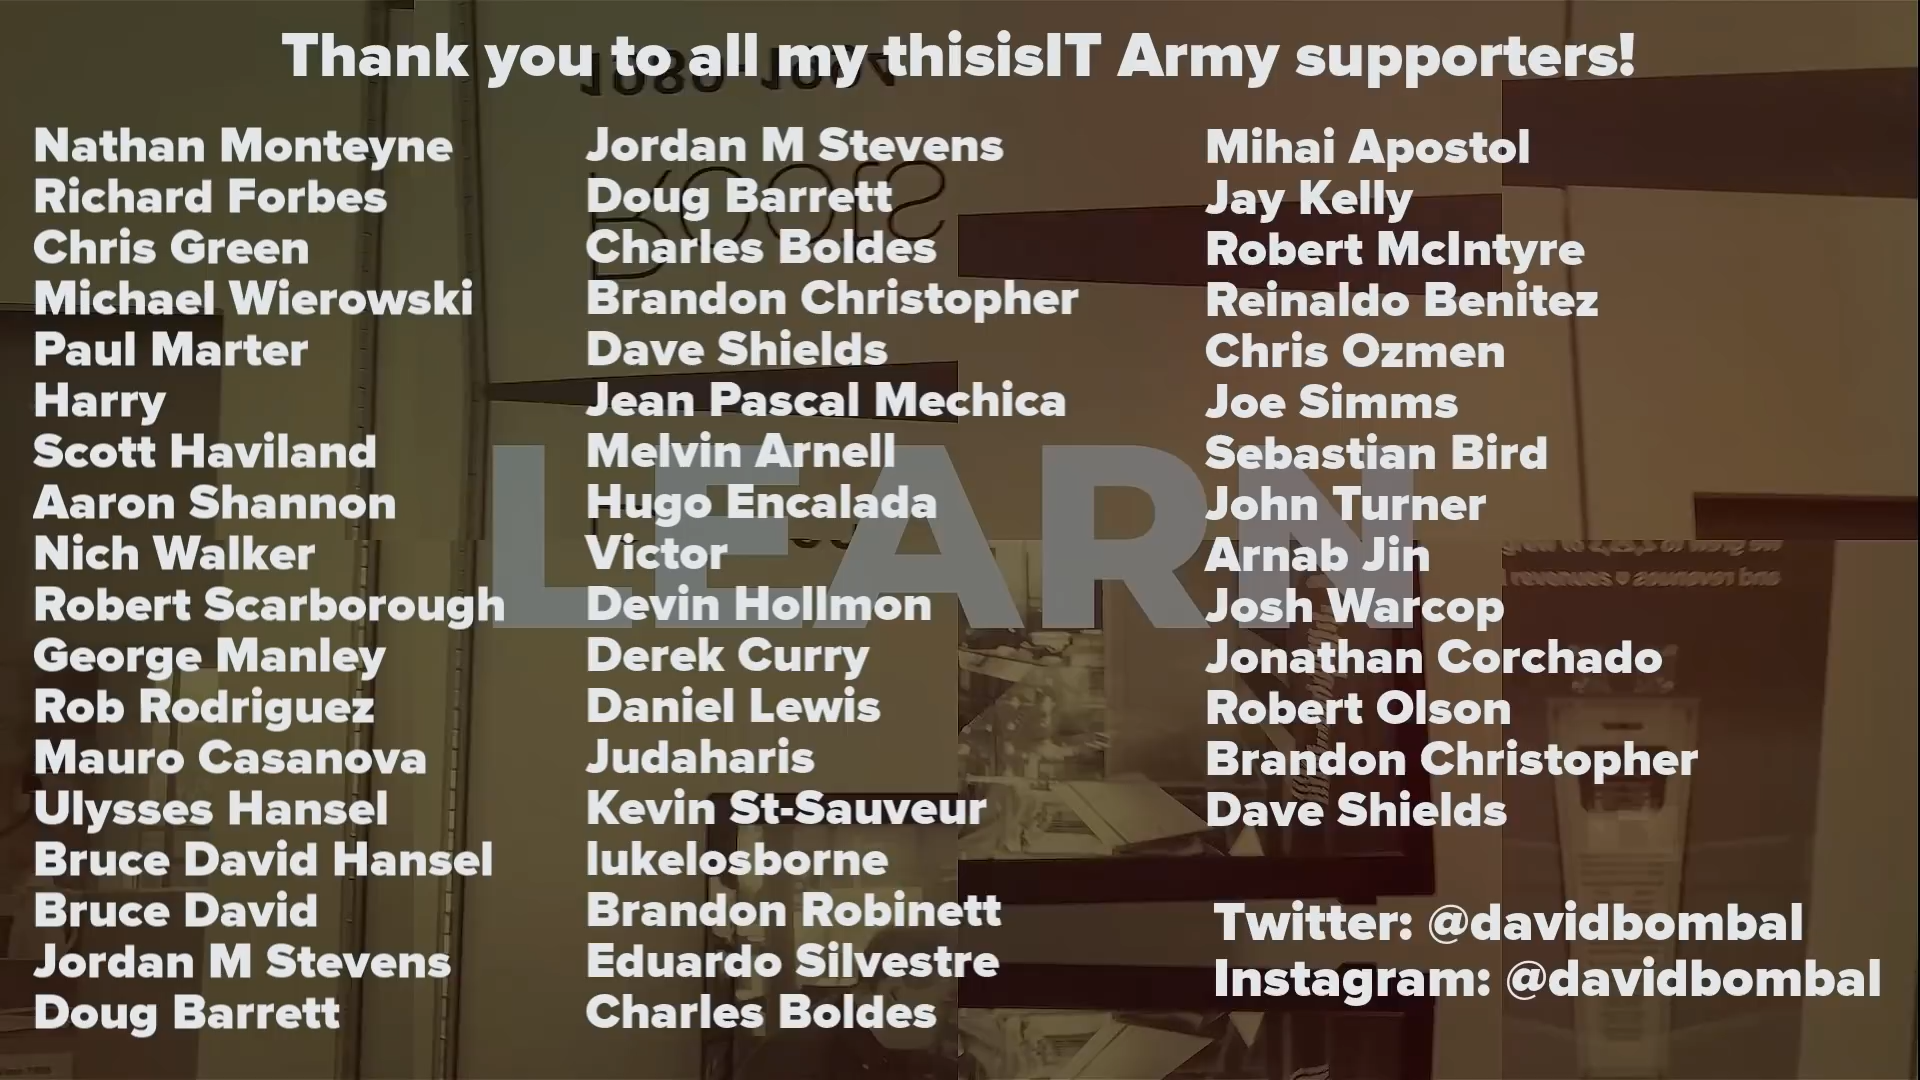 Thank you to all my thisisIT Army supporters!
Nathan Monteyne
Richard Forbes
Chris Green
Michael Wierowski
Paul Marter
Harry
Scott Haviland
Aaron Shannon
Nich Walker
Robert Scarborough
George Manley
Rob Rodriguez
Mauro Casanova
Ulysses Hansel
Bruce David Hansel
Bruce David
Jordan M Stevens
Doug Barrett
Jordan M Stevens
Doug Barrett
Charles Boldes
Brandon Christopher
Dave Shields
Jean Pascal Mechica
Melvin Arnell
Hugo Encalada
Victor
Devin Hollmon
Derek Curry
Daniel Lewis
Judaharis
Kevin St-Sauveur
lukelosborne
Brandon Robinett
Eduardo Silvestre
Charles Boldes
Mihai Apostol
Jay Kelly
Robert McIntyre
Reinaldo Benitez
Chris Ozmen
Joe Simms
Sebastian Bird
John Turner
Arnab Jin
Josh Warcop
Jonathan Corchado
Robert Olson
Brandon Christopher
Dave Shields
Twitter: @davidbombal
Instagram: @davidbombal
LEARN
Roots